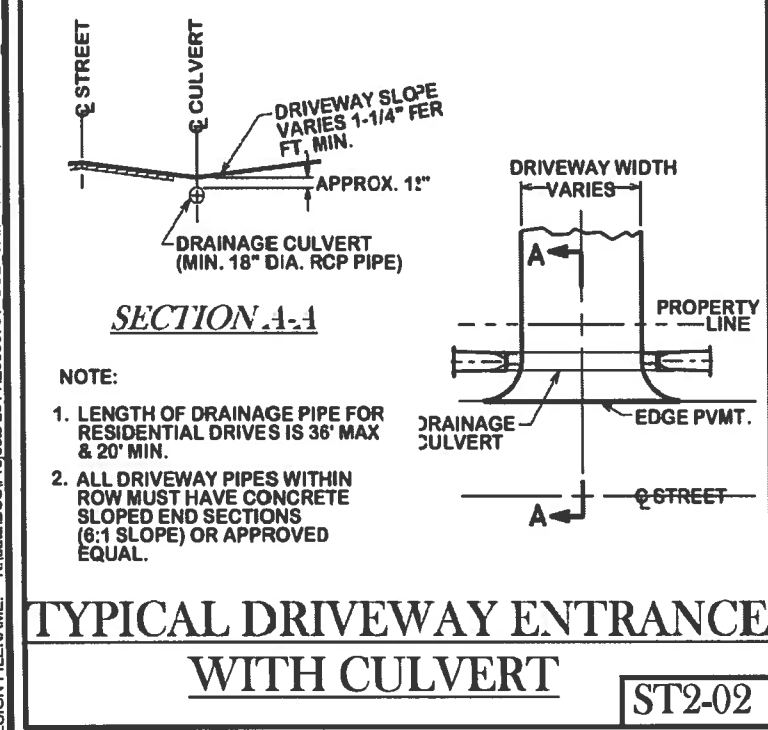 ℄ STREET
℄ CULVERT
DRIVEWAY SLOPE
VARIES 1-1/4" FER
FT. MIN.
APPROX. 12"
DRAINAGE CULVERT
(MIN. 18" DIA. RCP PIPE)
SECTION A-A
DRIVEWAY WIDTH
VARIES
A
PROPERTY
LINE
DRAINAGE
CULVERT
EDGE PVMT.
A
℄ STREET
NOTE:
1. LENGTH OF DRAINAGE PIPE FOR
RESIDENTIAL DRIVES IS 36' MAX
& 20' MIN.
2. ALL DRIVEWAY PIPES WITHIN
ROW MUST HAVE CONCRETE
SLOPED END SECTIONS
(6:1 SLOPE) OR APPROVED
EQUAL.
TYPICAL DRIVEWAY ENTRANCE
WITH CULVERT
ST2-02